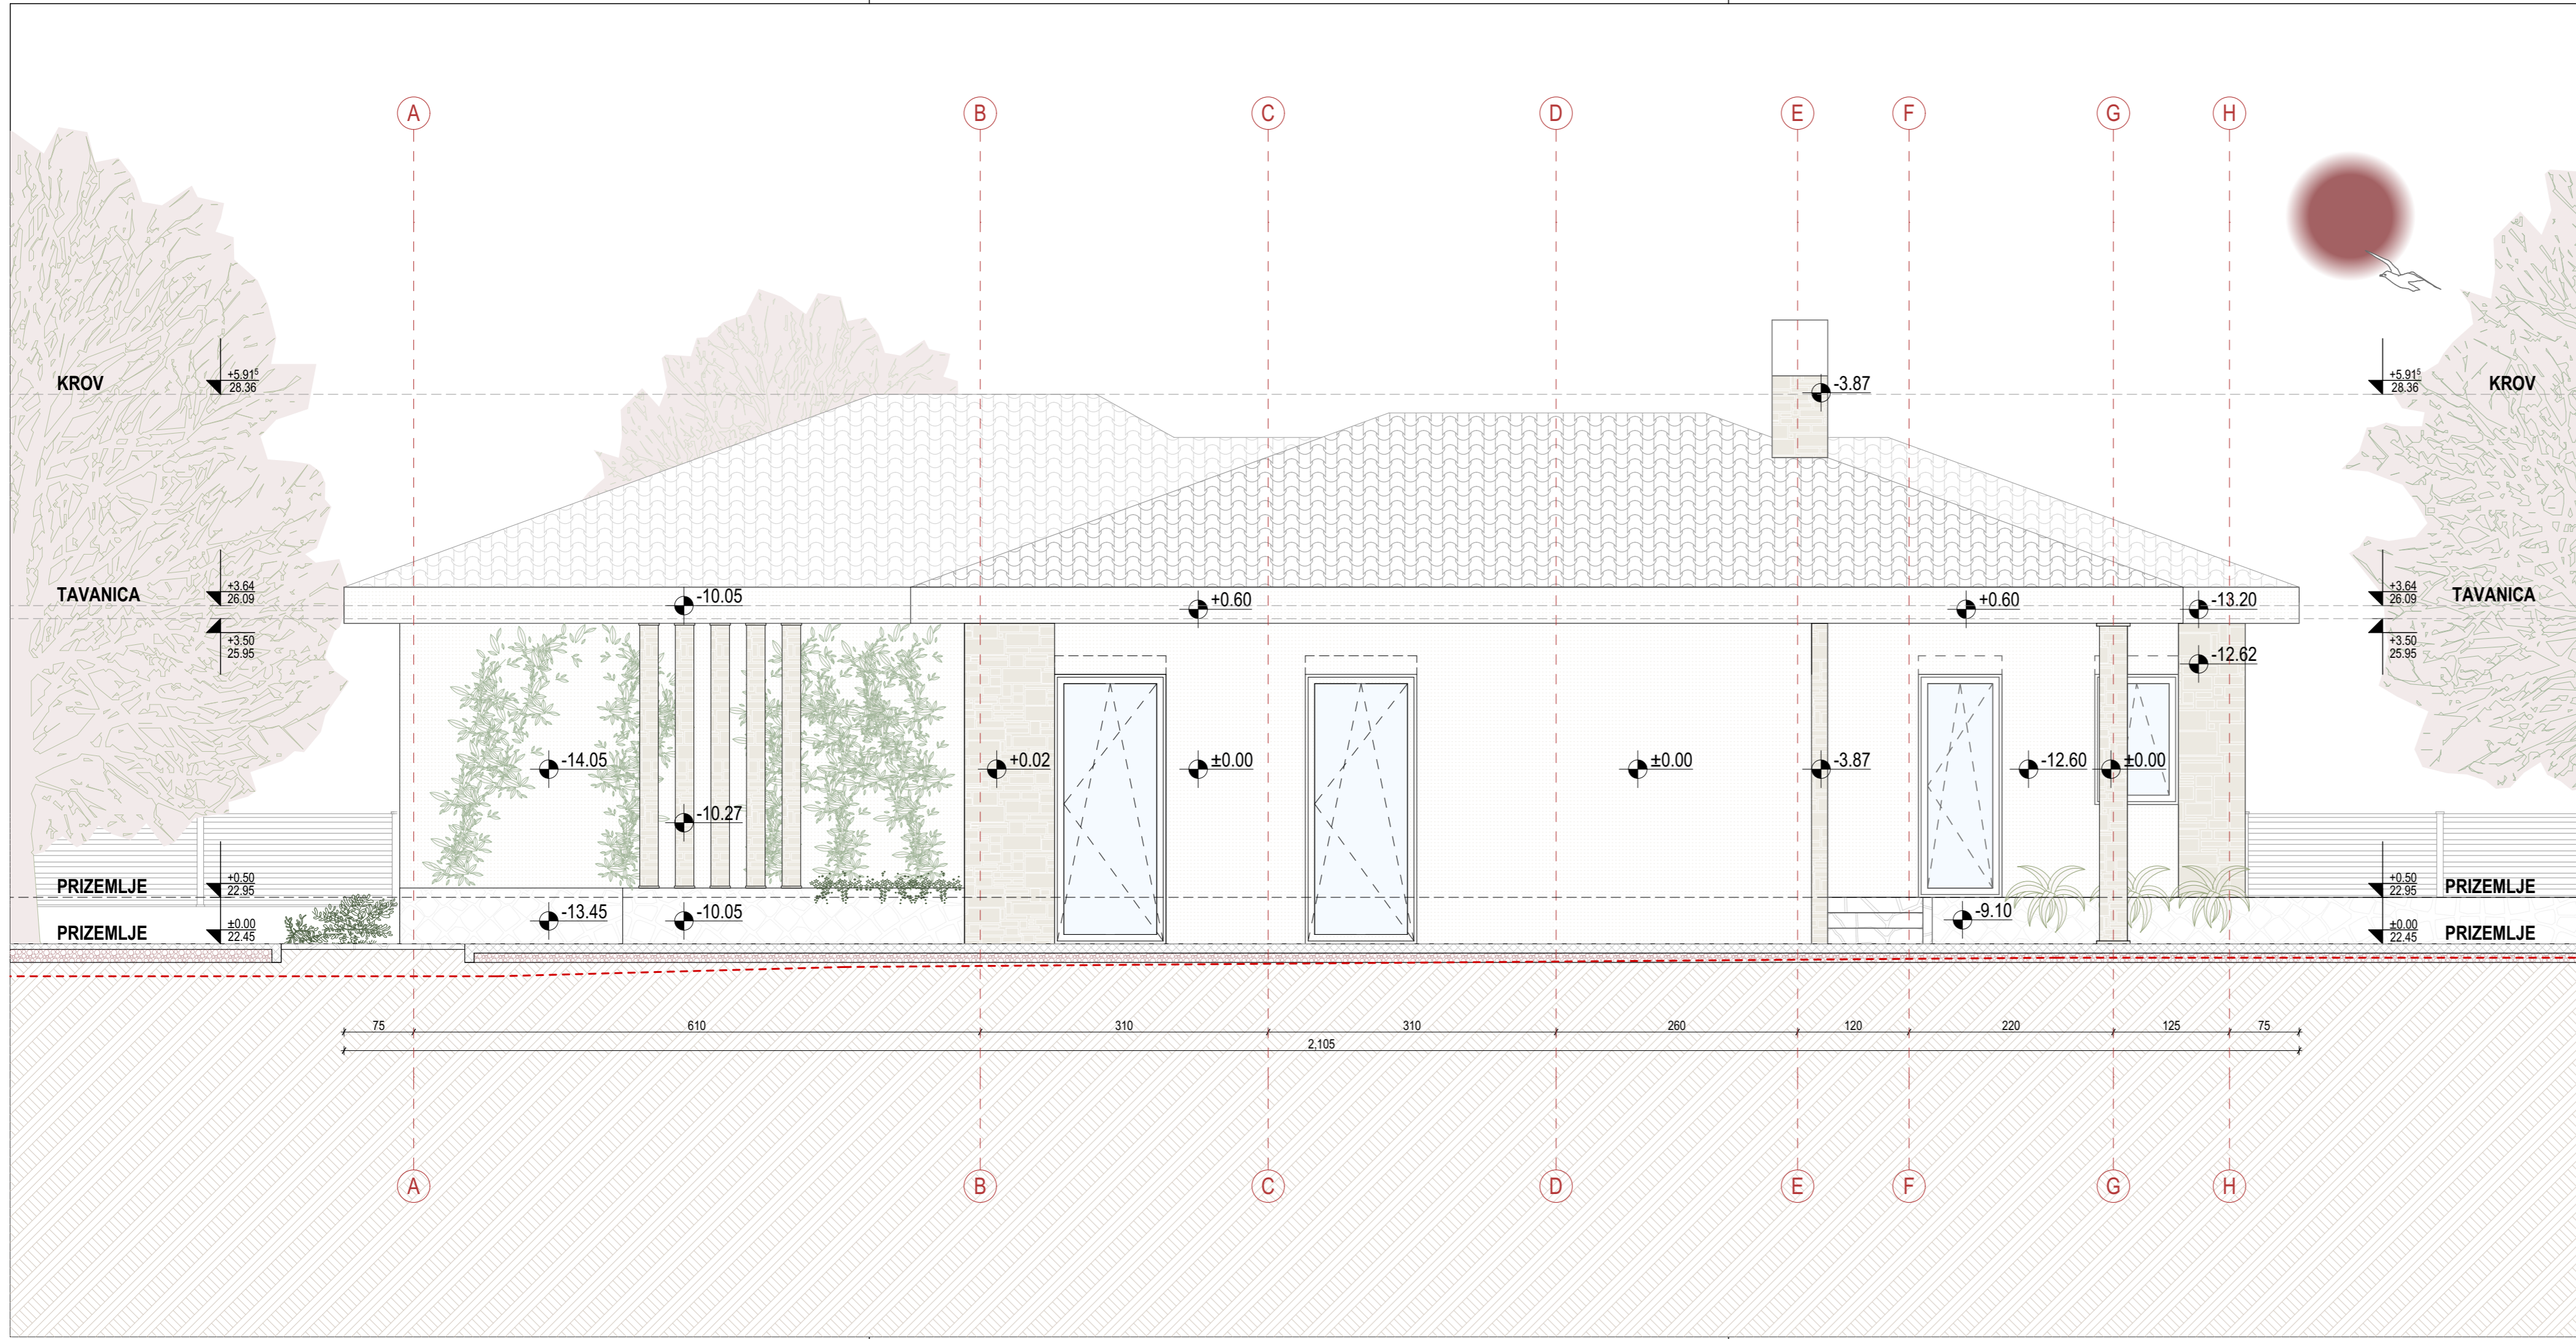 A B C D E F G H
KROV +5.91⁵ 28.36
-3.87
+5.91⁵ 28.36 KROV
TAVANICA +3.64 26.09
+3.50 25.95
-10.05 +0.60 +0.60 -13.20
+3.64 26.09 TAVANICA
+3.50 25.95
-12.62
-14.05 +0.02 ±0.00 ±0.00 -3.87 -12.60 ±0.00
-10.27
PRIZEMLJE +0.50 22.95
+0.50 22.95 PRIZEMLJE
-13.45 -10.05 -9.10
PRIZEMLJE ±0.00 22.45
±0.00 22.45 PRIZEMLJE
75 610 310 310 260 120 220 125 75
2,105
A B C D E F G H